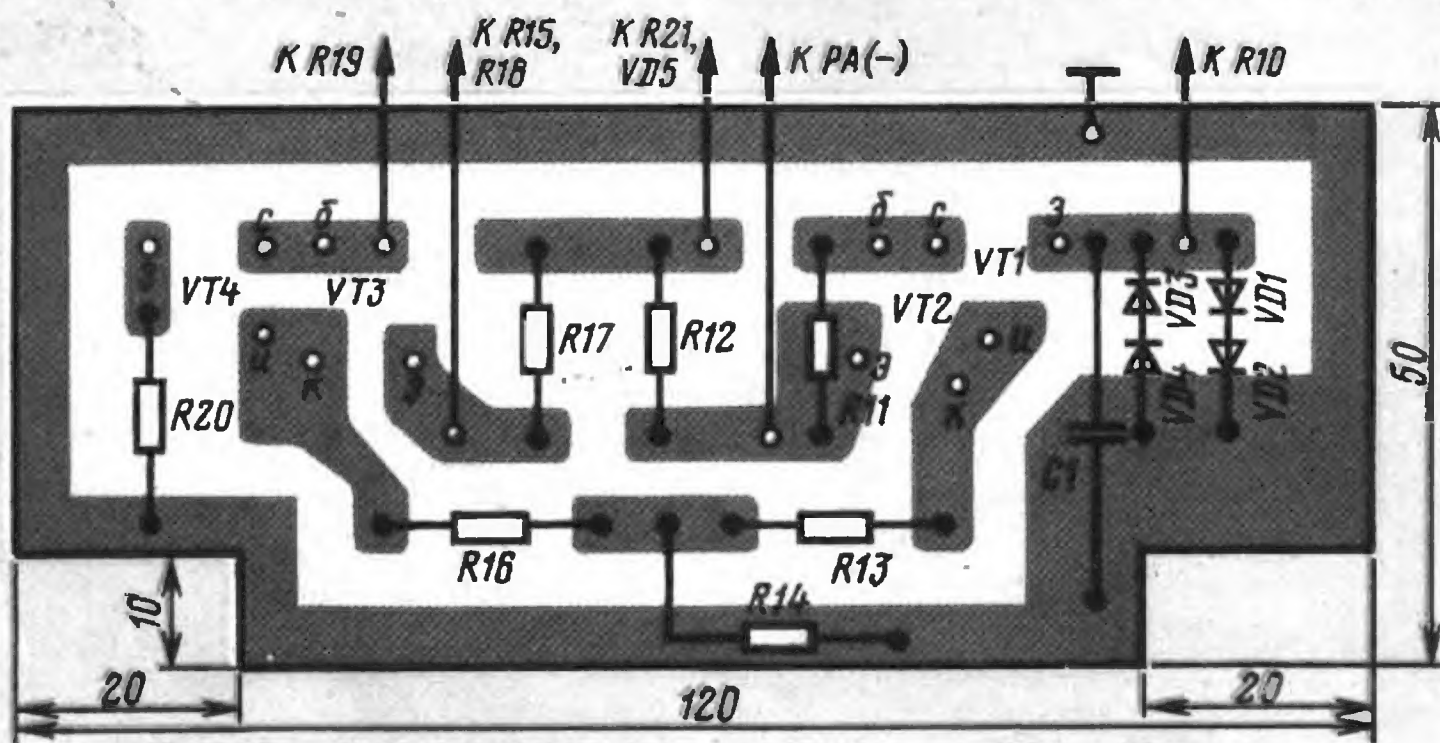 К R19
К R15,
R18
К R21,
VD5
К PA(-)
К R10
с
б
б
с
з
VT4
VT3
VT1
VT2
VD3
VD1
и
к
э
R17
R12
R11
э
и
к
VD4
VD2
R20
C1
R16
R13
R14
50
10
20
120
20